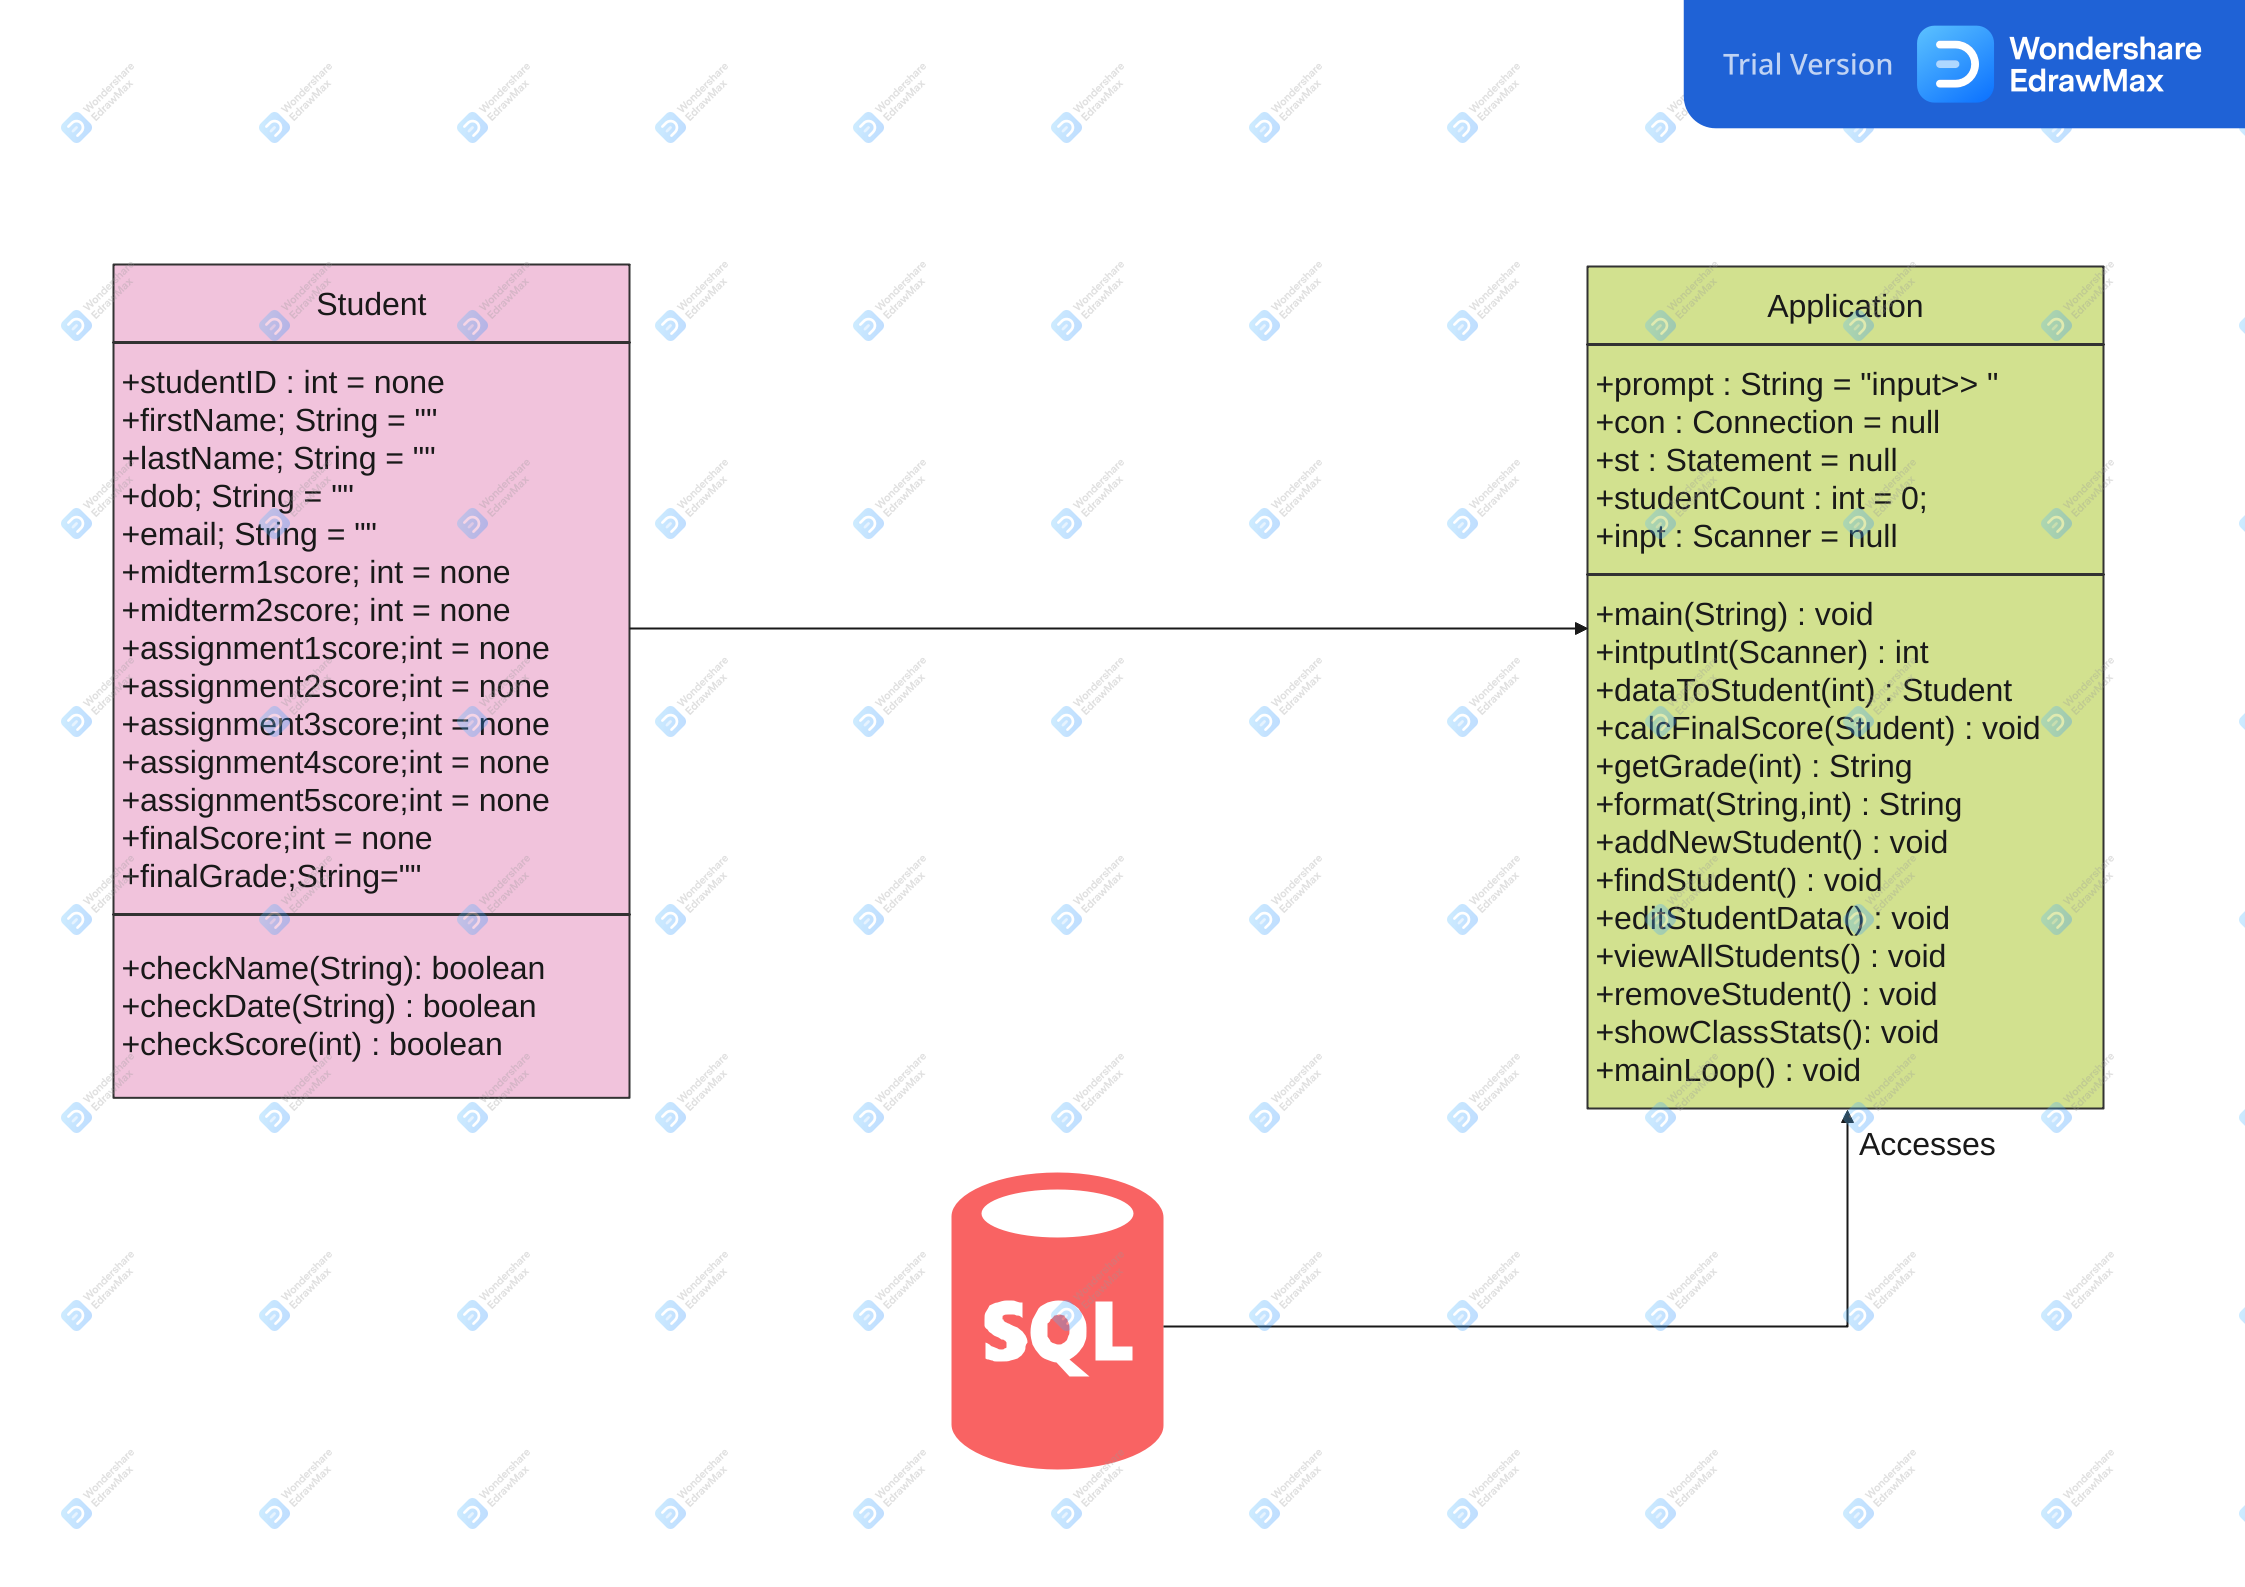 Trial Version
Wondershare
EdrawMax
Student
+studentID : int = none
+firstName; String = ""
+lastName; String = ""
+dob; String = ""
+email; String = ""
+midterm1score; int = none
+midterm2score; int = none
+assignment1score;int = none
+assignment2score;int = none
+assignment3score;int = none
+assignment4score;int = none
+assignment5score;int = none
+finalScore;int = none
+finalGrade;String=""
+checkName(String): boolean
+checkDate(String) : boolean
+checkScore(int) : boolean
Application
+prompt : String = "input>> "
+con : Connection = null
+st : Statement = null
+studentCount : int = 0;
+inpt : Scanner = null
+main(String) : void
+intputInt(Scanner) : int
+dataToStudent(int) : Student
+calcFinalScore(Student) : void
+getGrade(int) : String
+format(String,int) : String
+addNewStudent() : void
+findStudent() : void
+editStudentData() : void
+viewAllStudents() : void
+removeStudent() : void
+showClassStats(): void
+mainLoop() : void
Accesses
SQL